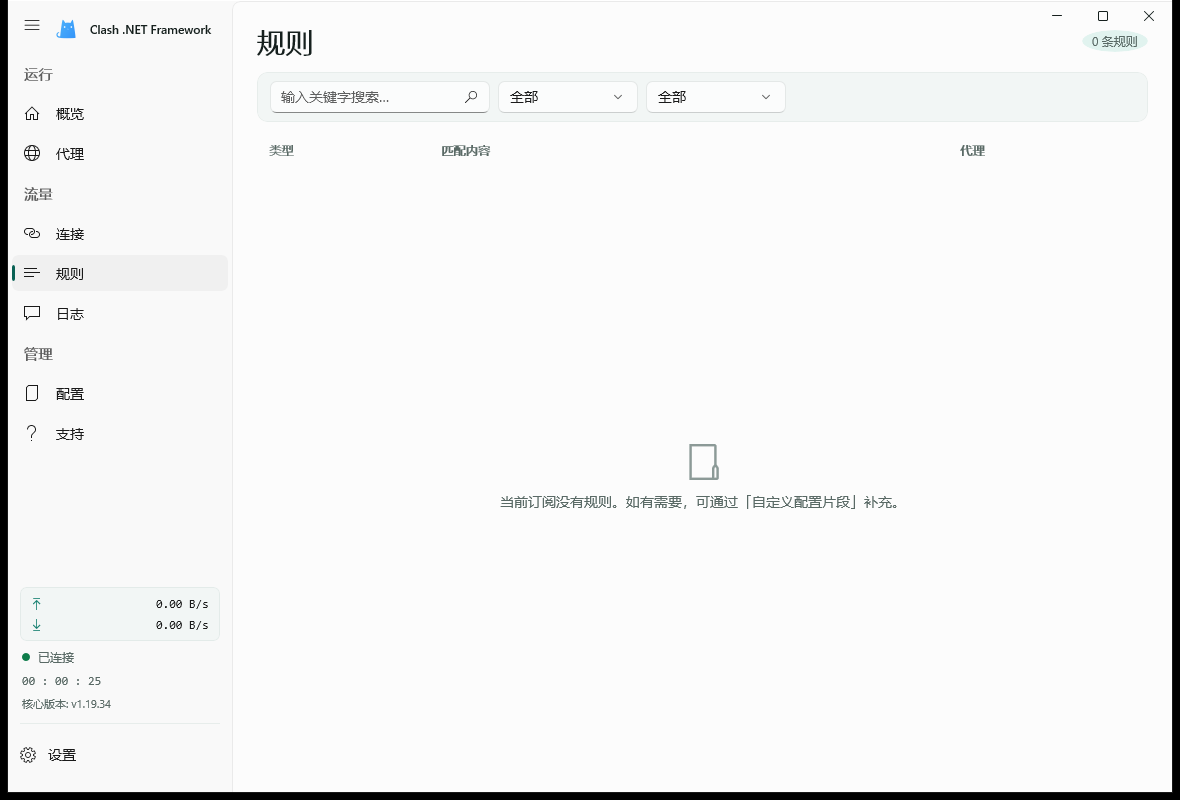 Clash .NET Framework
运行
概览
代理
流量
连接
规则
日志
管理
配置
支持
0.00 B/s
0.00 B/s
已连接
00 : 00 : 25
核心版本: v1.19.34
设置
规则
0 条规则
输入关键字搜索...
全部
全部
类型
匹配内容
代理
当前订阅没有规则。如有需要，可通过「自定义配置片段」补充。